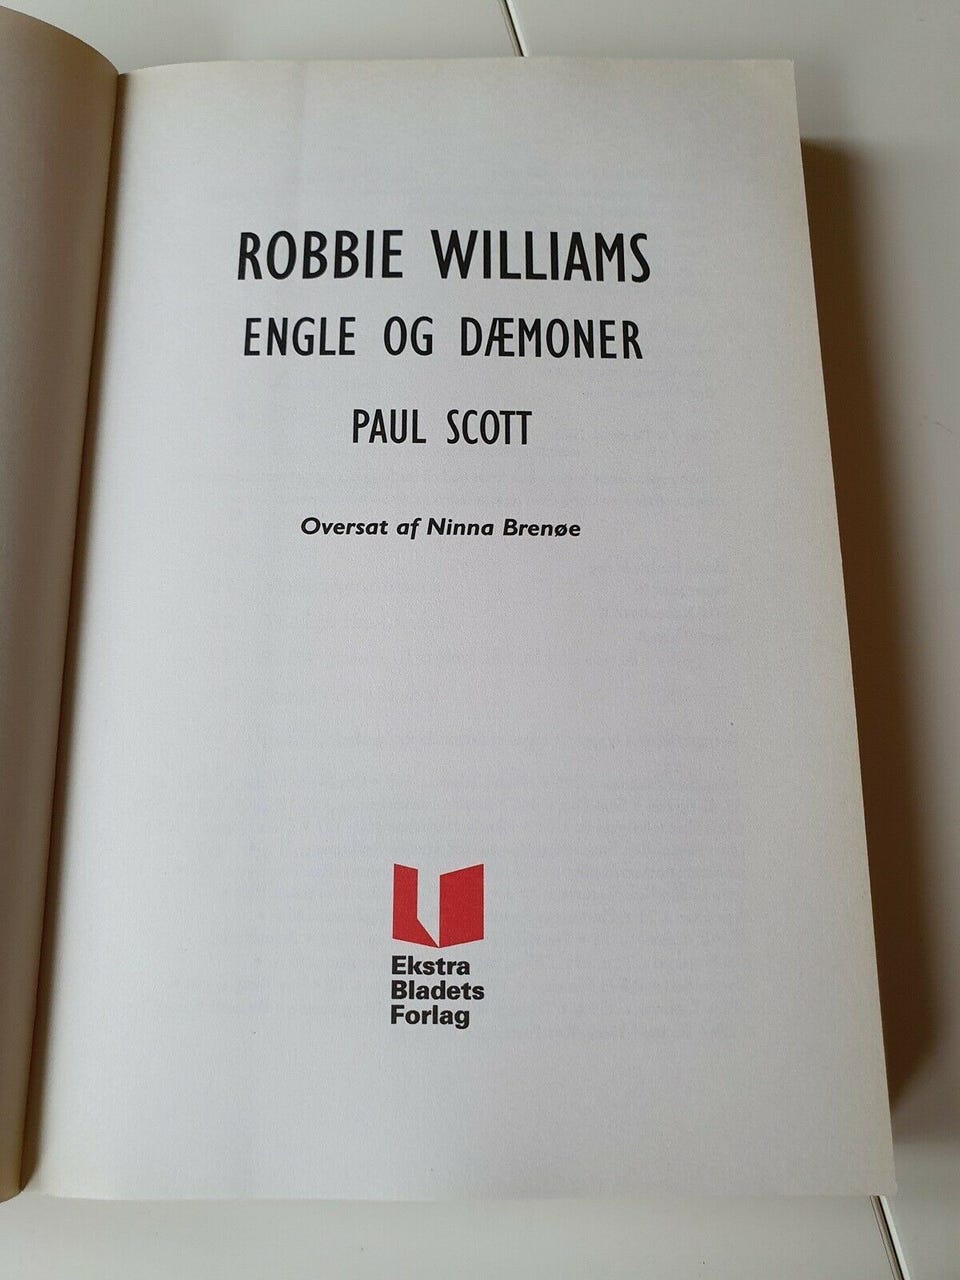 ROBBIE WILLIAMS
ENGLE OG DÆMONER
PAUL SCOTT
Oversat af Ninna Brenøe
Ekstra
Bladets
Forlag